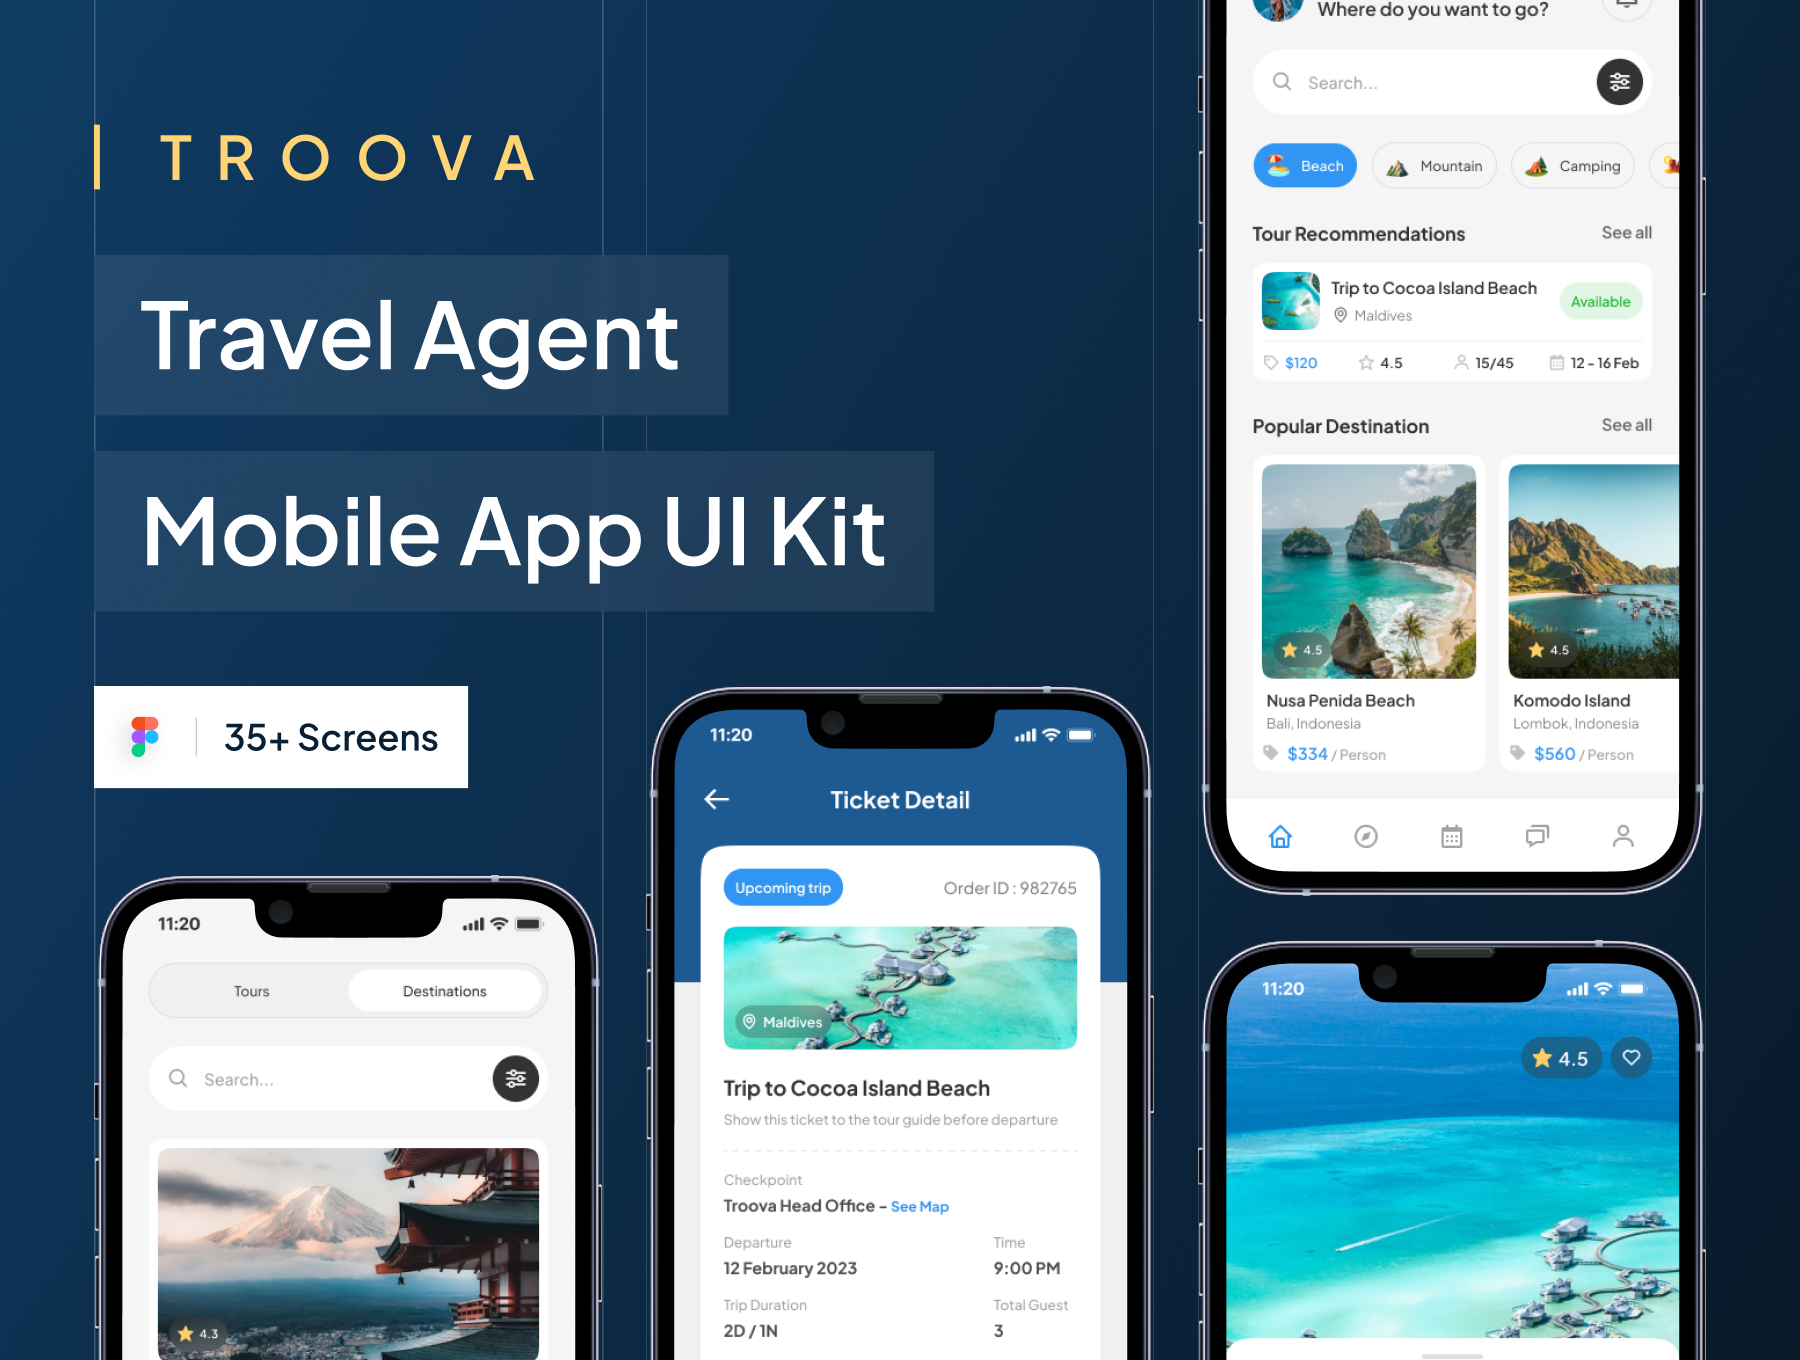 TROOVA
Travel Agent
Mobile App UI Kit
35+ Screens
11:20
Tours
Destinations
Search...
4.3
11:20
Ticket Detail
Upcoming trip
Order ID : 982765
Maldives
Trip to Cocoa Island Beach
Show this ticket to the tour guide before departure
Checkpoint
Troova Head Office - See Map
Departure
Time
12 February 2023
9:00 PM
Trip Duration
Total Guest
2D / 1N
3
Where do you want to go?
Search...
Beach
Mountain
Camping
Tour Recommendations
See all
Trip to Cocoa Island Beach
Maldives
Available
$120
4.5
15/45
12 - 16 Feb
Popular Destination
See all
4.5
4.5
Nusa Penida Beach
Bali, Indonesia
$334 / Person
Komodo Island
Lombok, Indonesia
$560 / Person
11:20
4.5